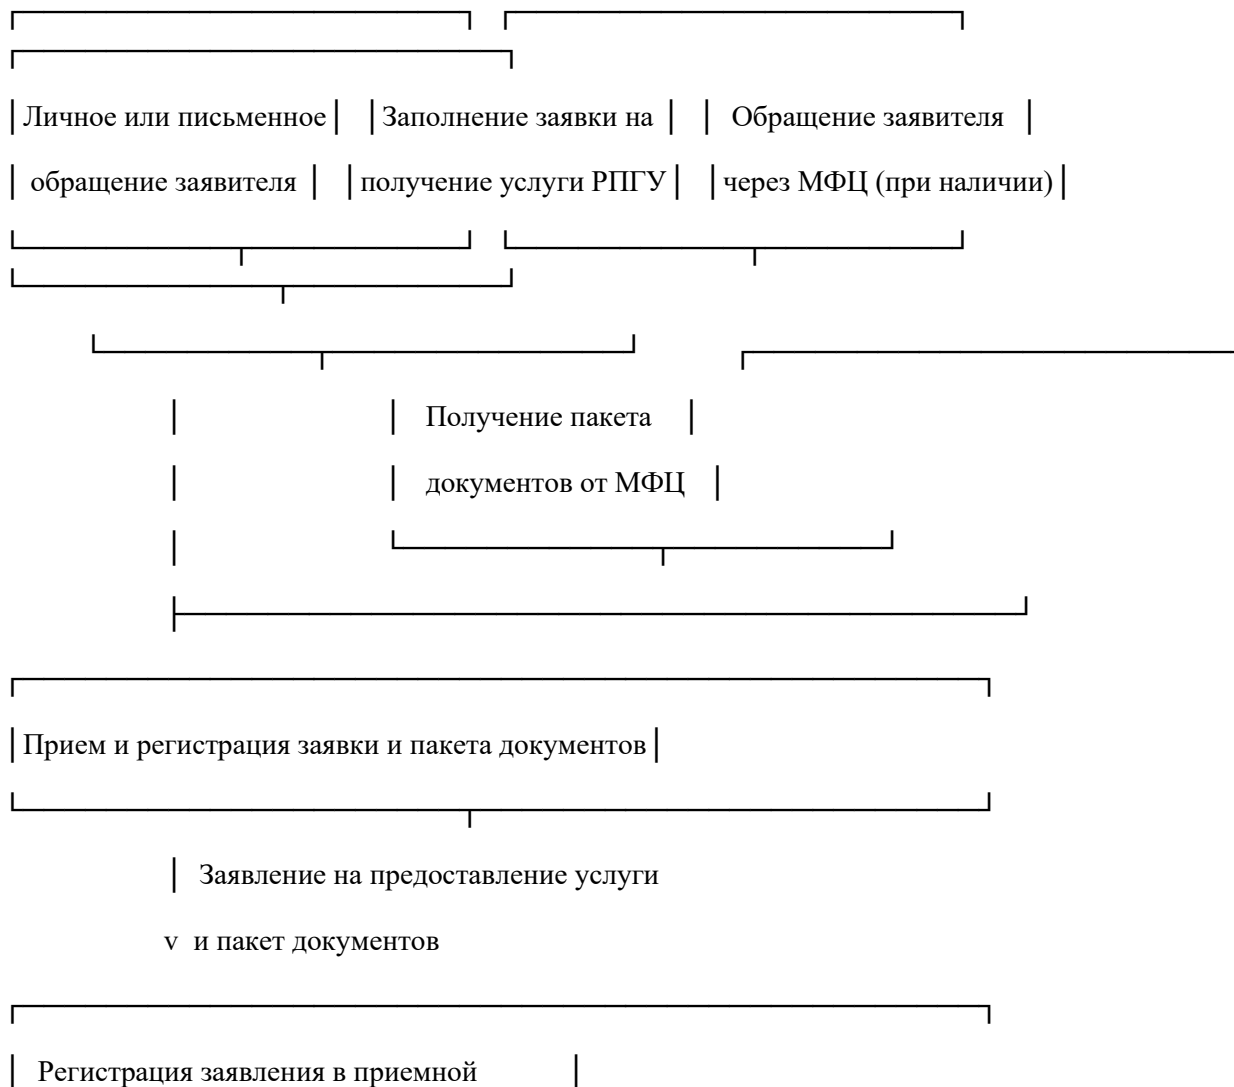 Личное или письменное Заполнение заявки на Обращение заявителя
обращение заявителя получение услуги РПГУ через МФЦ (при наличии)
Получение пакета
документов от МФЦ
Прием и регистрация заявки и пакета документов
Заявление на предоставление услуги
v и пакет документов
Регистрация заявления в приемной